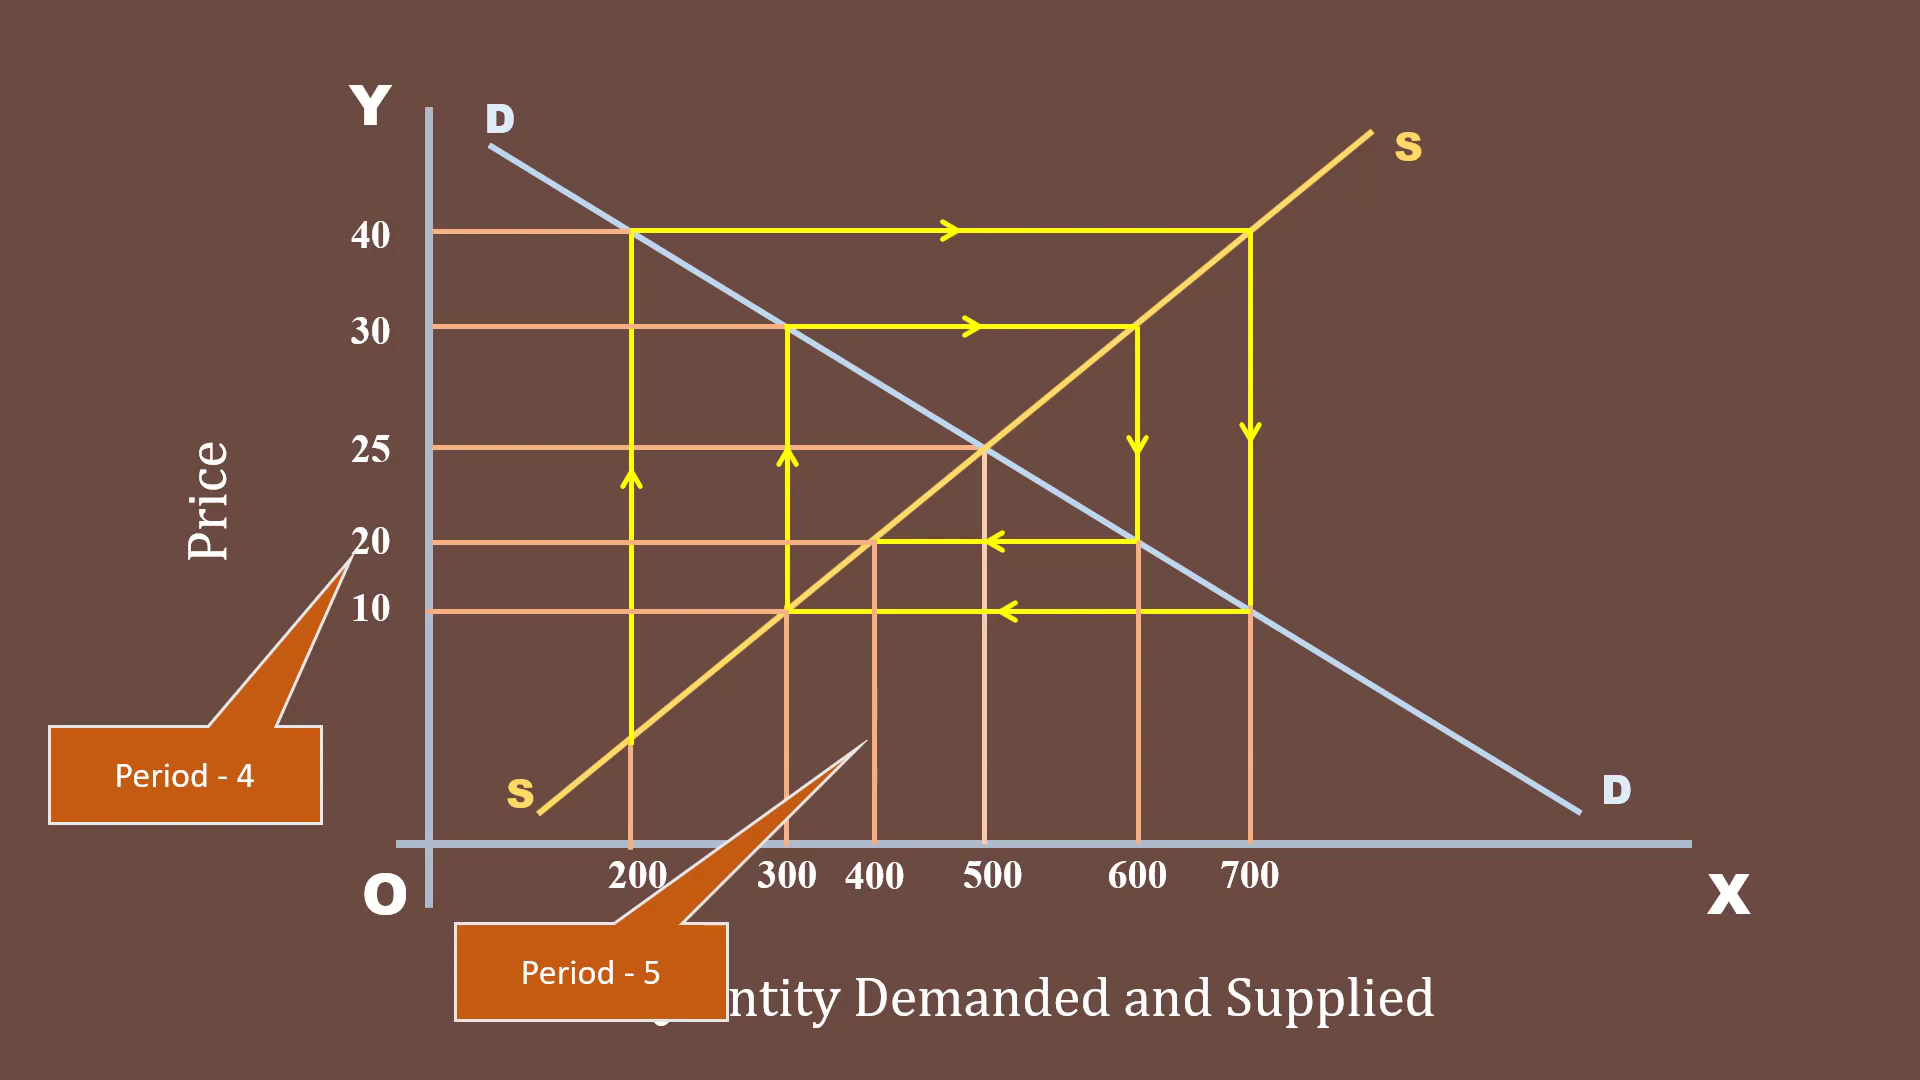 Y
D
S
40
30
25
20
10
Price
Period - 4
S
D
O
200 300 400 500 600 700
X
Period - 5
Demanded and Supplied